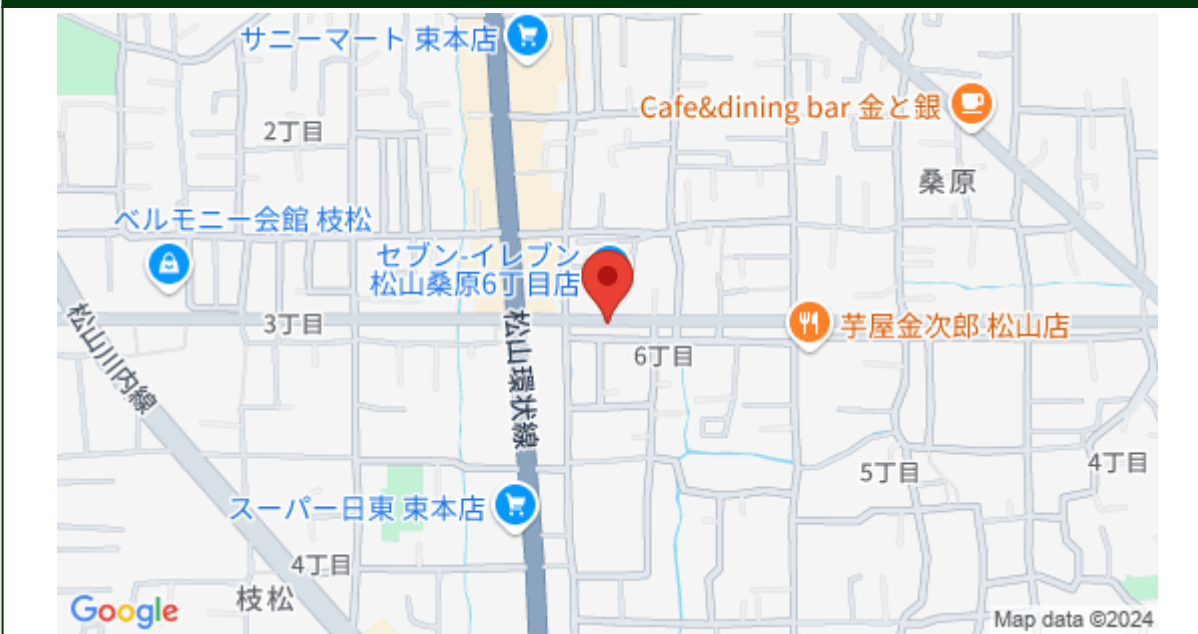 サニーマート 束本店
Cafe&dining bar 金と銀
2丁目
桑原
ベルモニー会館 枝松
セブン-イレブン
松山桑原6丁目店
3丁目
松山環状線
芋屋金次郎 松山店
松山川内線
6丁目
5丁目
4丁目
スーパー日東 束本店
4丁目
枝松
Google
Map data ©2024